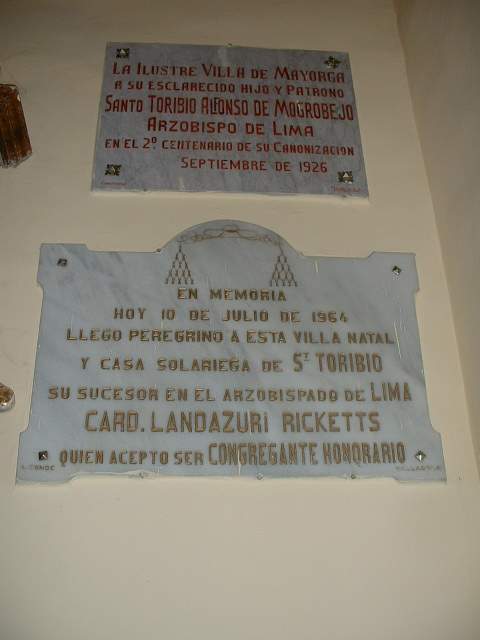 LA ILUSTRE VILLA DE MAYORGA
A SU ESCLARECIDO HIJO Y PATRONO
SANTO TORIBIO ALFONSO DE MOGROBEJO
ARZOBISPO DE LIMA
EN EL 2º CENTENARIO DE SU CANONIZACION
SEPTIEMBRE DE 1926
EN MEMORIA
HOY 10 DE JULIO DE 1964
LLEGO PEREGRINO A ESTA VILLA NATAL
Y CASA SOLARIEGA DE ST TORIBIO
SU SUCESOR EN EL ARZOBISPADO DE LIMA
CARD. LANDAZURI RICKETTS
QUIEN ACEPTO SER CONGREGANTE HONORARIO